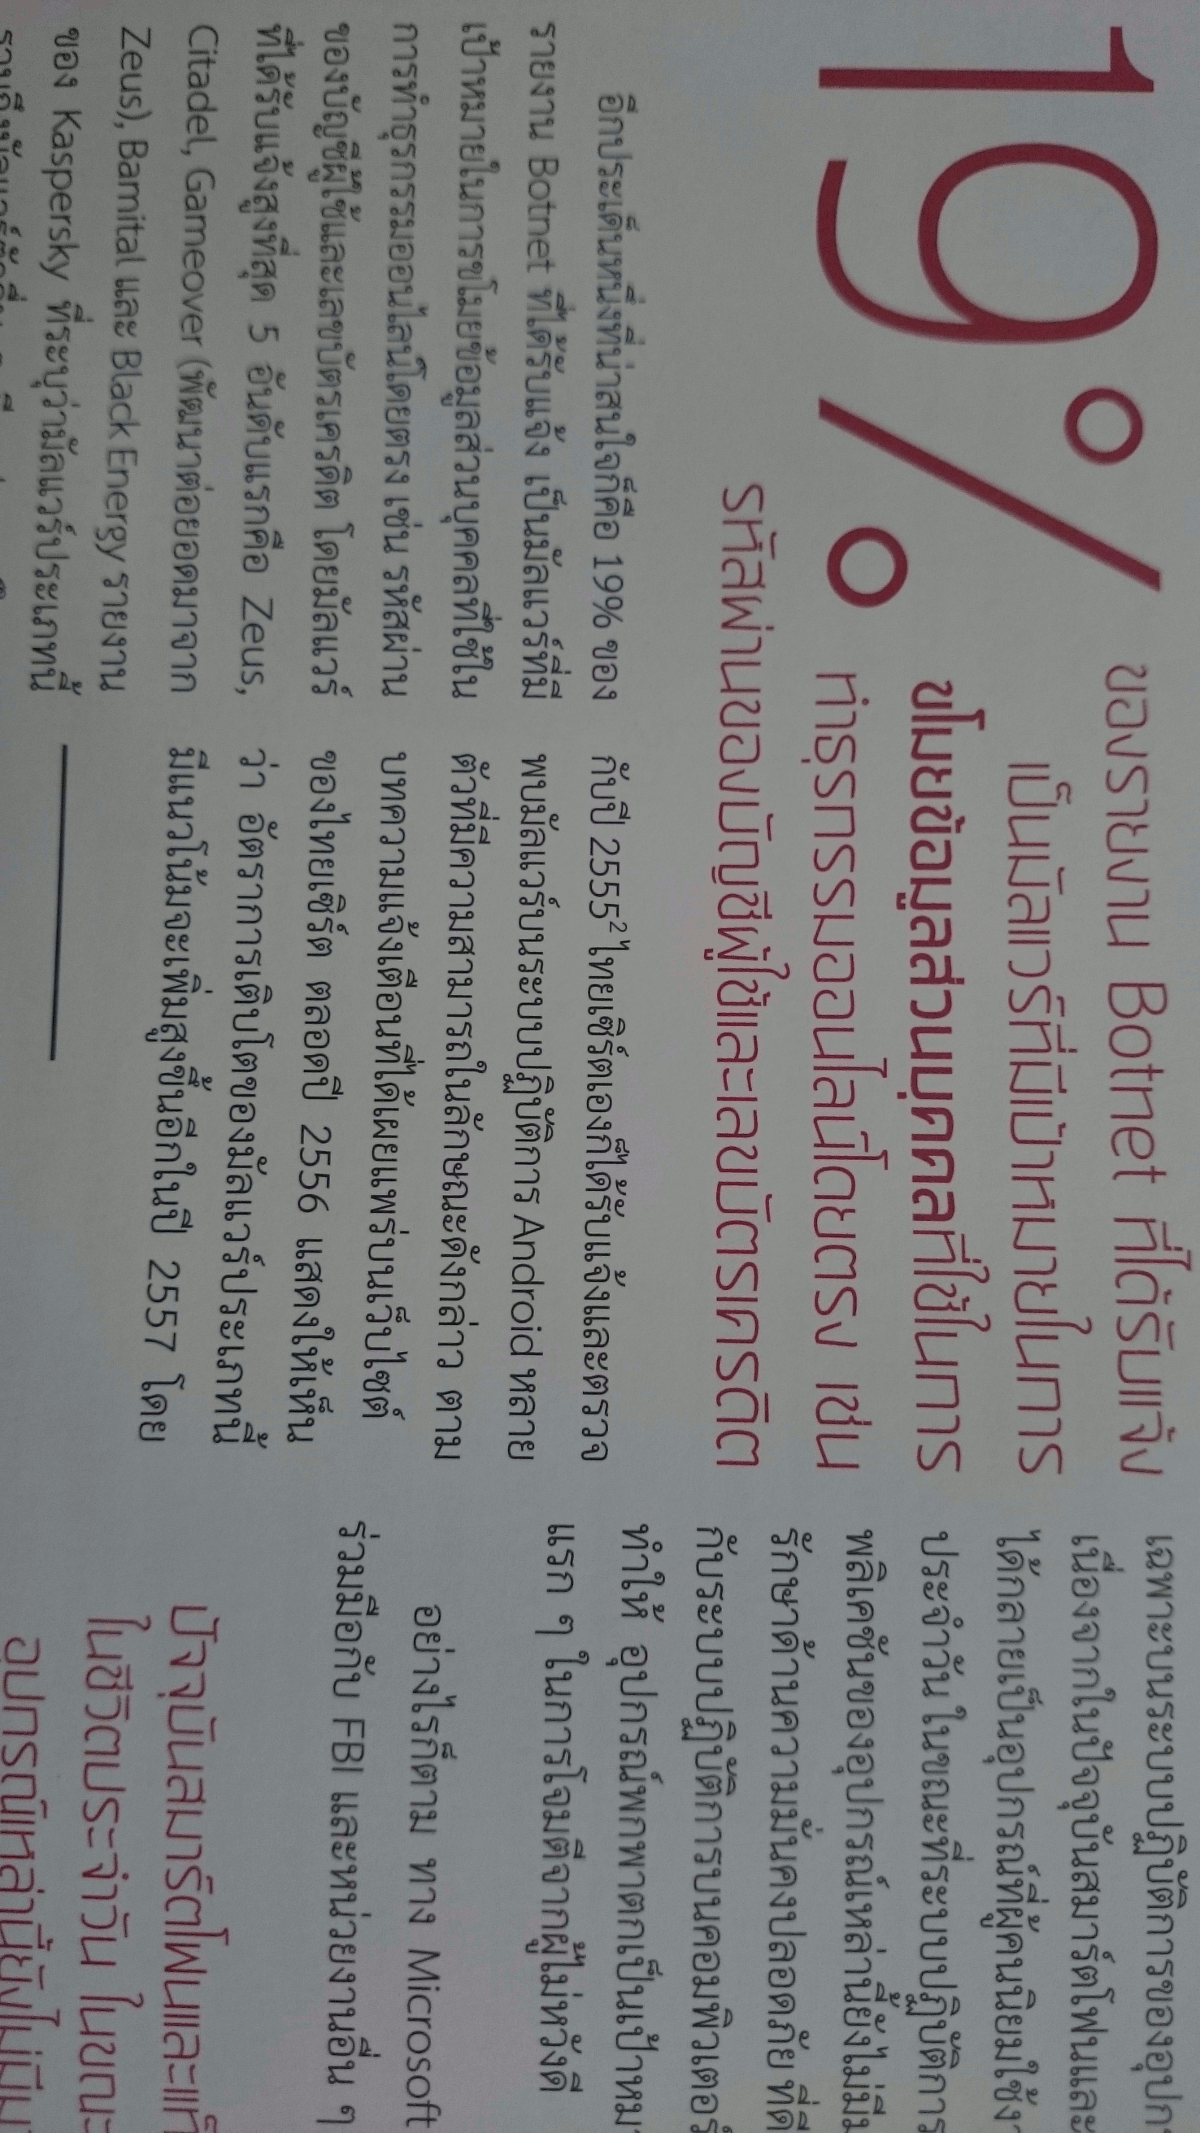 19%
ของรายงาน Botnet ที่ได้รับแจ้ง
เป็นมัลแวร์ที่มีเป้าหมายในการ
ขโมยข้อมูลส่วนบุคคลที่ใช้ในการ
ทำธุรกรรมออนไลน์โดยตรง เช่น
รหัสผ่านของบัญชีผู้ใช้และเลขบัตรเครดิต
อีกประเด็นหนึ่งที่น่าสนใจก็คือ 19% ของ
รายงาน Botnet ที่ได้รับแจ้ง เป็นมัลแวร์ที่มี
เป้าหมายในการขโมยข้อมูลส่วนบุคคลที่ใช้ใน
การทำธุรกรรมออนไลน์โดยตรง เช่น รหัสผ่าน
ของบัญชีผู้ใช้และเลขบัตรเครดิต โดยมัลแวร์
ที่ได้รับแจ้งสูงที่สุด 5 อันดับแรกคือ Zeus,
Citadel, Gameover (พัฒนาต่อยอดมาจาก
Zeus), Bamital และ Black Energy รายงาน
ของ Kaspersky ที่ระบุว่ามัลแวร์ประเภทนี้
กับปี 2555² ไทยเซิร์ตเองก็ได้รับแจ้งและตรวจ
พบมัลแวร์บนระบบปฏิบัติการ Android หลาย
ตัวที่มีความสามารถในลักษณะดังกล่าว ตาม
บทความแจ้งเตือนที่ได้เผยแพร่บนเว็บไซต์
ของไทยเซิร์ต ตลอดปี 2556 แสดงให้เห็น
ว่า อัตราการเติบโตของมัลแวร์ประเภทนี้
มีแนวโน้มจะเพิ่มสูงขึ้นอีกในปี 2557 โดย
เฉพาะบนระบบปฏิบัติการของอุปก
เนื่องจากในปัจจุบันสมาร์ตโฟนและ
ได้กลายเป็นอุปกรณ์ที่ผู้คนนิยมใช้ง
ประจำวัน ในขณะที่ระบบปฏิบัติการ
พลิเคชันของอุปกรณ์เหล่านี้ยังไม่มีม
รักษาด้านความมั่นคงปลอดภัย ที่ดี
กับระบบปฏิบัติการบนคอมพิวเตอร์
ทำให้ อุปกรณ์พกพาตกเป็นเป้าหม
แรก ๆ ในการโจมตีจากผู้ไม่หวังดี
อย่างไรก็ตาม ทาง Microsoft
ร่วมมือกับ FBI และหน่วยงานอื่น ๆ
ปัจจุบันสมาร์ตโฟนและแท็
ในชีวิตประจำวัน ในขณะ
อุปกรณ์เหล่านี้ยังไม่มีม